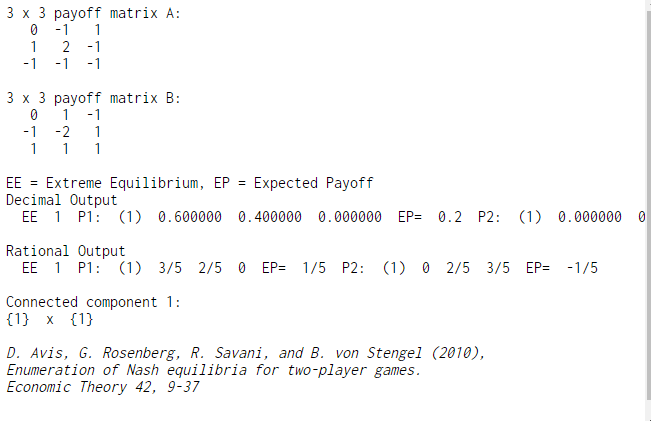 3 x 3 payoff matrix A:
0 -1 1
1 2 -1
-1 -1 -1
3 x 3 payoff matrix B:
0 1 -1
-1 -2 1
1 1 1
EE = Extreme Equilibrium, EP = Expected Payoff
Decimal Output
EE 1 P1: (1) 0.600000 0.400000 0.000000 EP= 0.2 P2: (1) 0.000000 0
Rational Output
EE 1 P1: (1) 3/5 2/5 0 EP= 1/5 P2: (1) 0 2/5 3/5 EP= -1/5
Connected component 1:
{1} x {1}
D. Avis, G. Rosenberg, R. Savani, and B. von Stengel (2010),
Enumeration of Nash equilibria for two-player games.
Economic Theory 42, 9-37